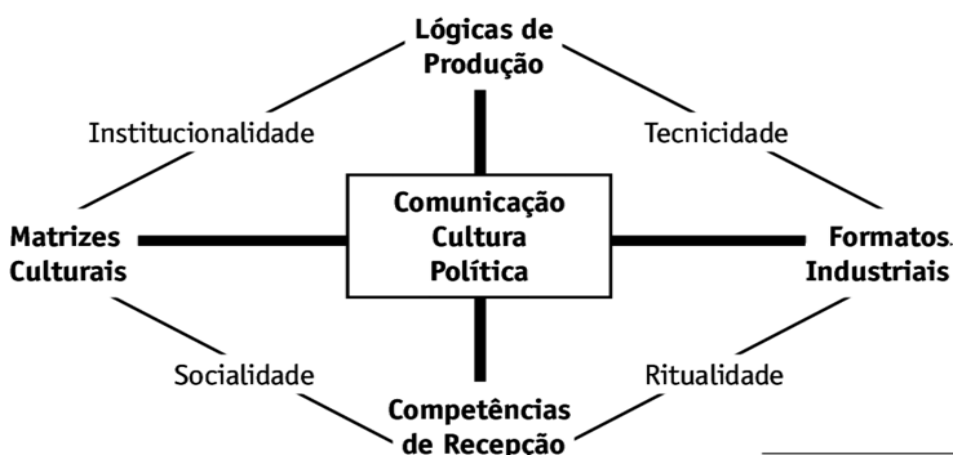 Lógicas de
Produção
Institucionalidade
Tecnicidade
Comunicação
Cultura
Política
Matrizes
Culturais
Formatos
Industriais
Socialidade
Ritualidade
Competências
de Recepção